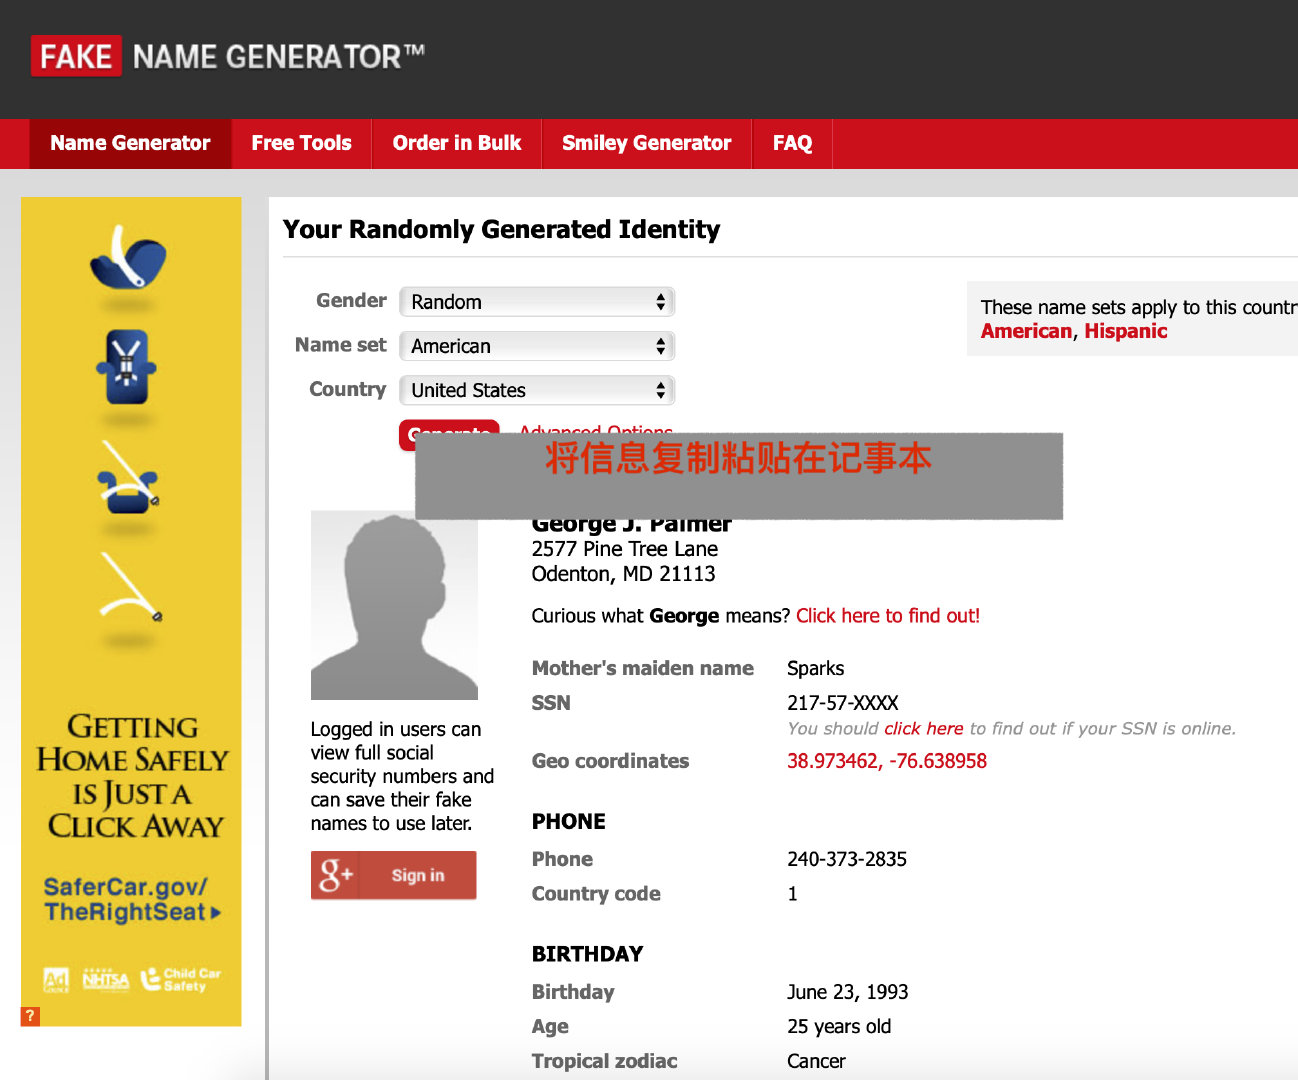 FAKE NAME GENERATOR™
Name Generator
Free Tools
Order in Bulk
Smiley Generator
FAQ
GETTING
HOME SAFELY
IS JUST A
CLICK AWAY
SaferCar.gov/
TheRightSeat
Ad
NHTSA
Child Car
Safety
?
Your Randomly Generated Identity
Gender Random
Name set American
Country United States
Generate Advanced Options
These name sets apply to this countr
American, Hispanic
将信息复制粘贴在记事本
George J. Palmer
2577 Pine Tree Lane
Odenton, MD 21113
Curious what George means? Click here to find out!
Logged in users can
view full social
security numbers and
can save their fake
names to use later.
g+ Sign in
Mother's maiden name Sparks
SSN 217-57-XXXX
You should click here to find out if your SSN is online.
Geo coordinates 38.973462, -76.638958
PHONE
Phone 240-373-2835
Country code 1
BIRTHDAY
Birthday June 23, 1993
Age 25 years old
Tropical zodiac Cancer